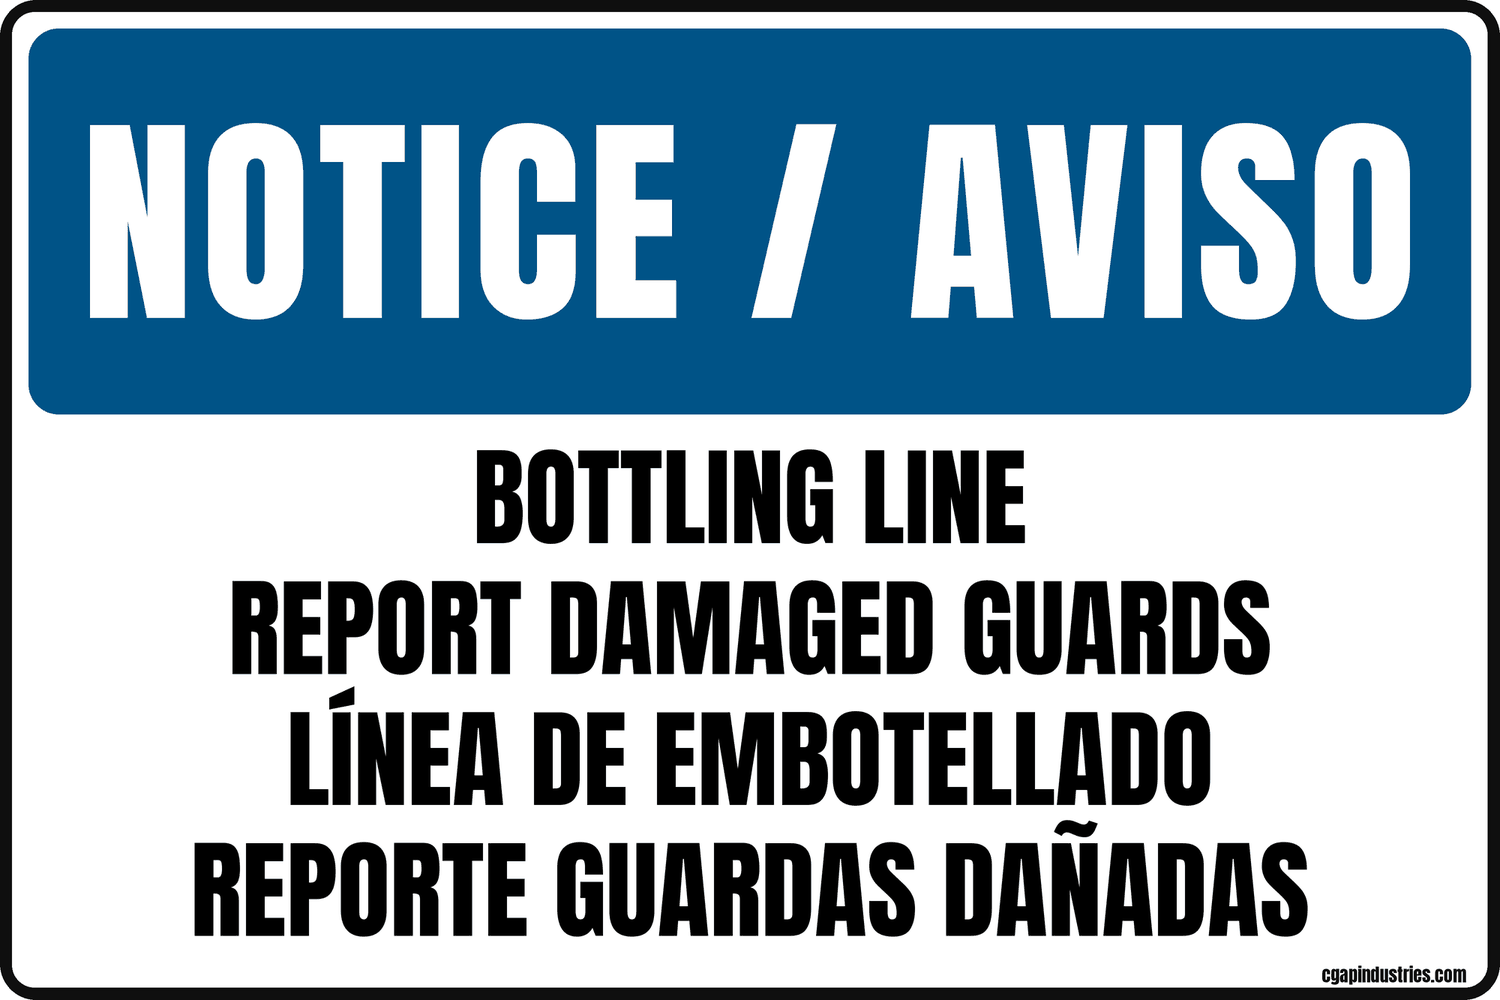 NOTICE / AVISO
BOTTLING LINE
REPORT DAMAGED GUARDS
LÍNEA DE EMBOTELLADO
REPORTE GUARDAS DAÑADAS
cgapindustries.com